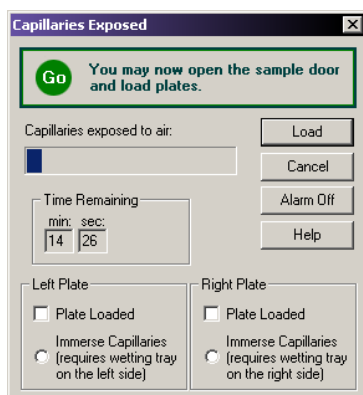 Capillaries Exposed
Go
You may now open the sample door
and load plates.
Capillaries exposed to air:
Load
Cancel
Time Remaining
min: sec:
14 26
Alarm Off
Help
Left Plate
Plate Loaded
Immerse Capillaries
(requires wetting tray
on the left side)
Right Plate
Plate Loaded
Immerse Capillaries
(requires wetting tray
on the right side)